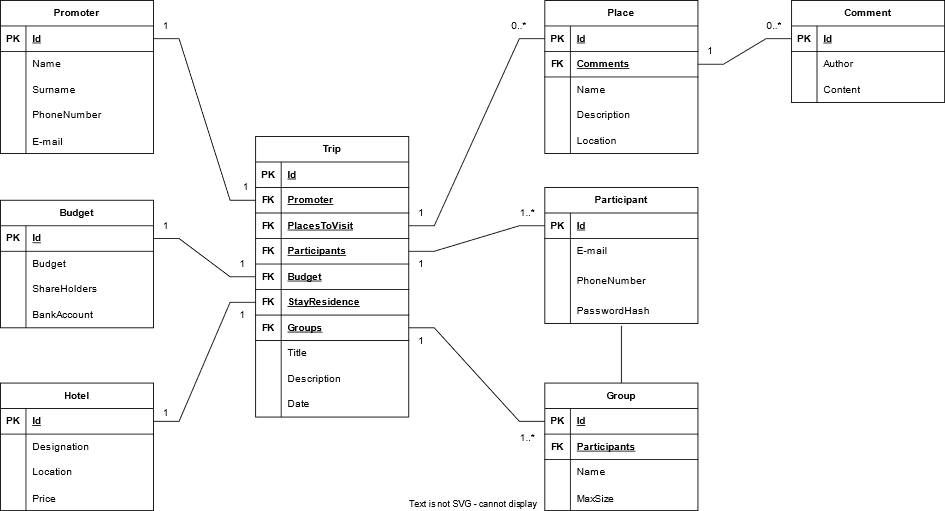 Promoter
PK Id
Name
Surname
PhoneNumber
E-mail
1
1
Budget
PK Id
Budget
ShareHolders
BankAccount
1
1
Hotel
PK Id
Designation
Location
Price
1
1
Trip
PK Id
FK Promoter
FK PlacesToVisit
FK Participants
FK Budget
FK StayResidence
FK Groups
Title
Description
Date
1
0..*
Place
PK Id
FK Comments
Name
Description
Location
1
0..*
Comment
PK Id
Author
Content
1
1..*
Participant
PK Id
E-mail
PhoneNumber
PasswordHash
1
1..*
Group
PK Id
FK Participants
Name
MaxSize
Text is not SVG - cannot display